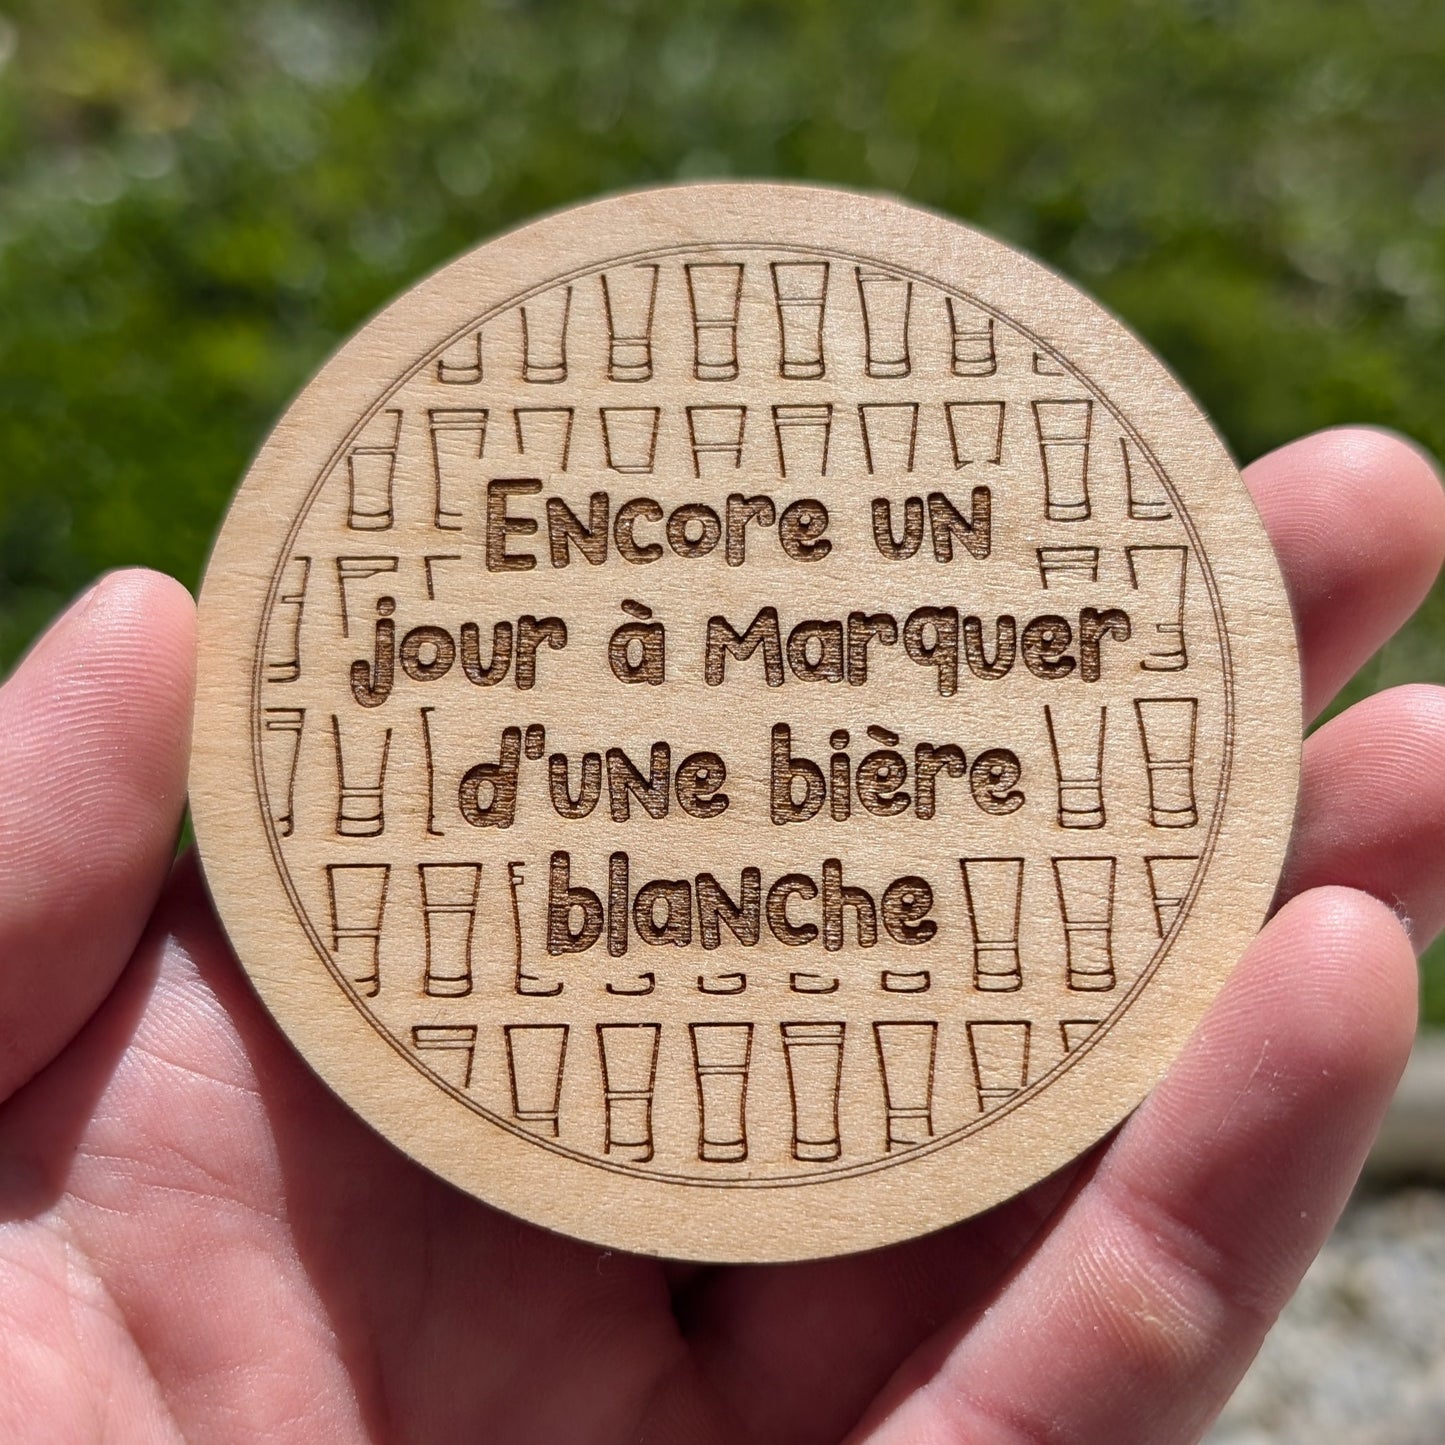 Encore un
jour à marquer
d'une bière
blanche